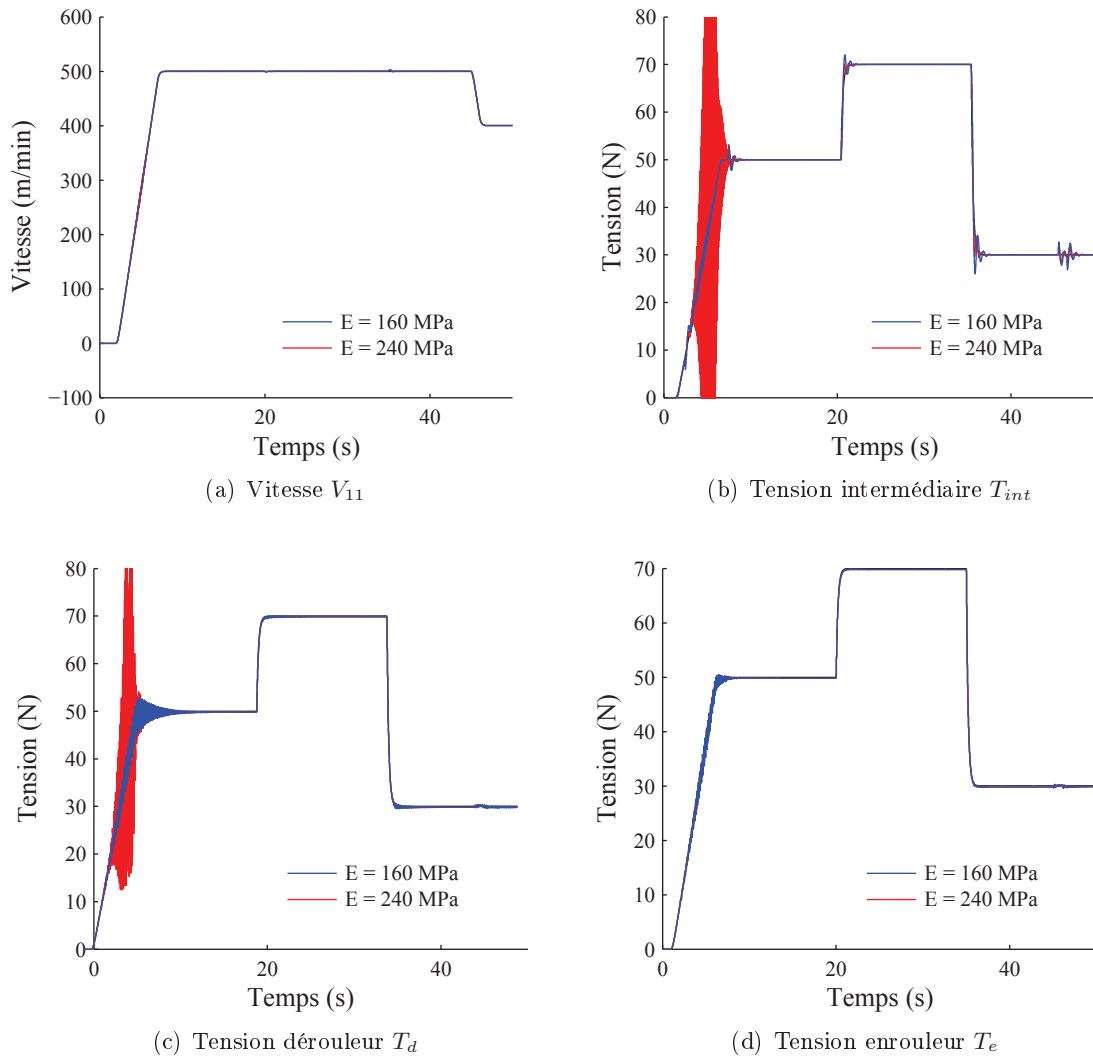 600
500
400
300
200
100
0
−100
Vitesse (m/min)
E = 160 MPa
E = 240 MPa
0
20
40
Temps (s)
(a) Vitesse V11
80
70
60
50
40
30
20
10
0
Tension (N)
E = 160 MPa
E = 240 MPa
0
20
40
Temps (s)
(b) Tension intermédiaire Tint
80
70
60
50
40
30
20
10
0
Tension (N)
E = 160 MPa
E = 240 MPa
0
20
40
Temps (s)
(c) Tension dérouleur Td
70
60
50
40
30
20
10
0
Tension (N)
E = 160 MPa
E = 240 MPa
0
20
40
Temps (s)
(d) Tension enrouleur Te